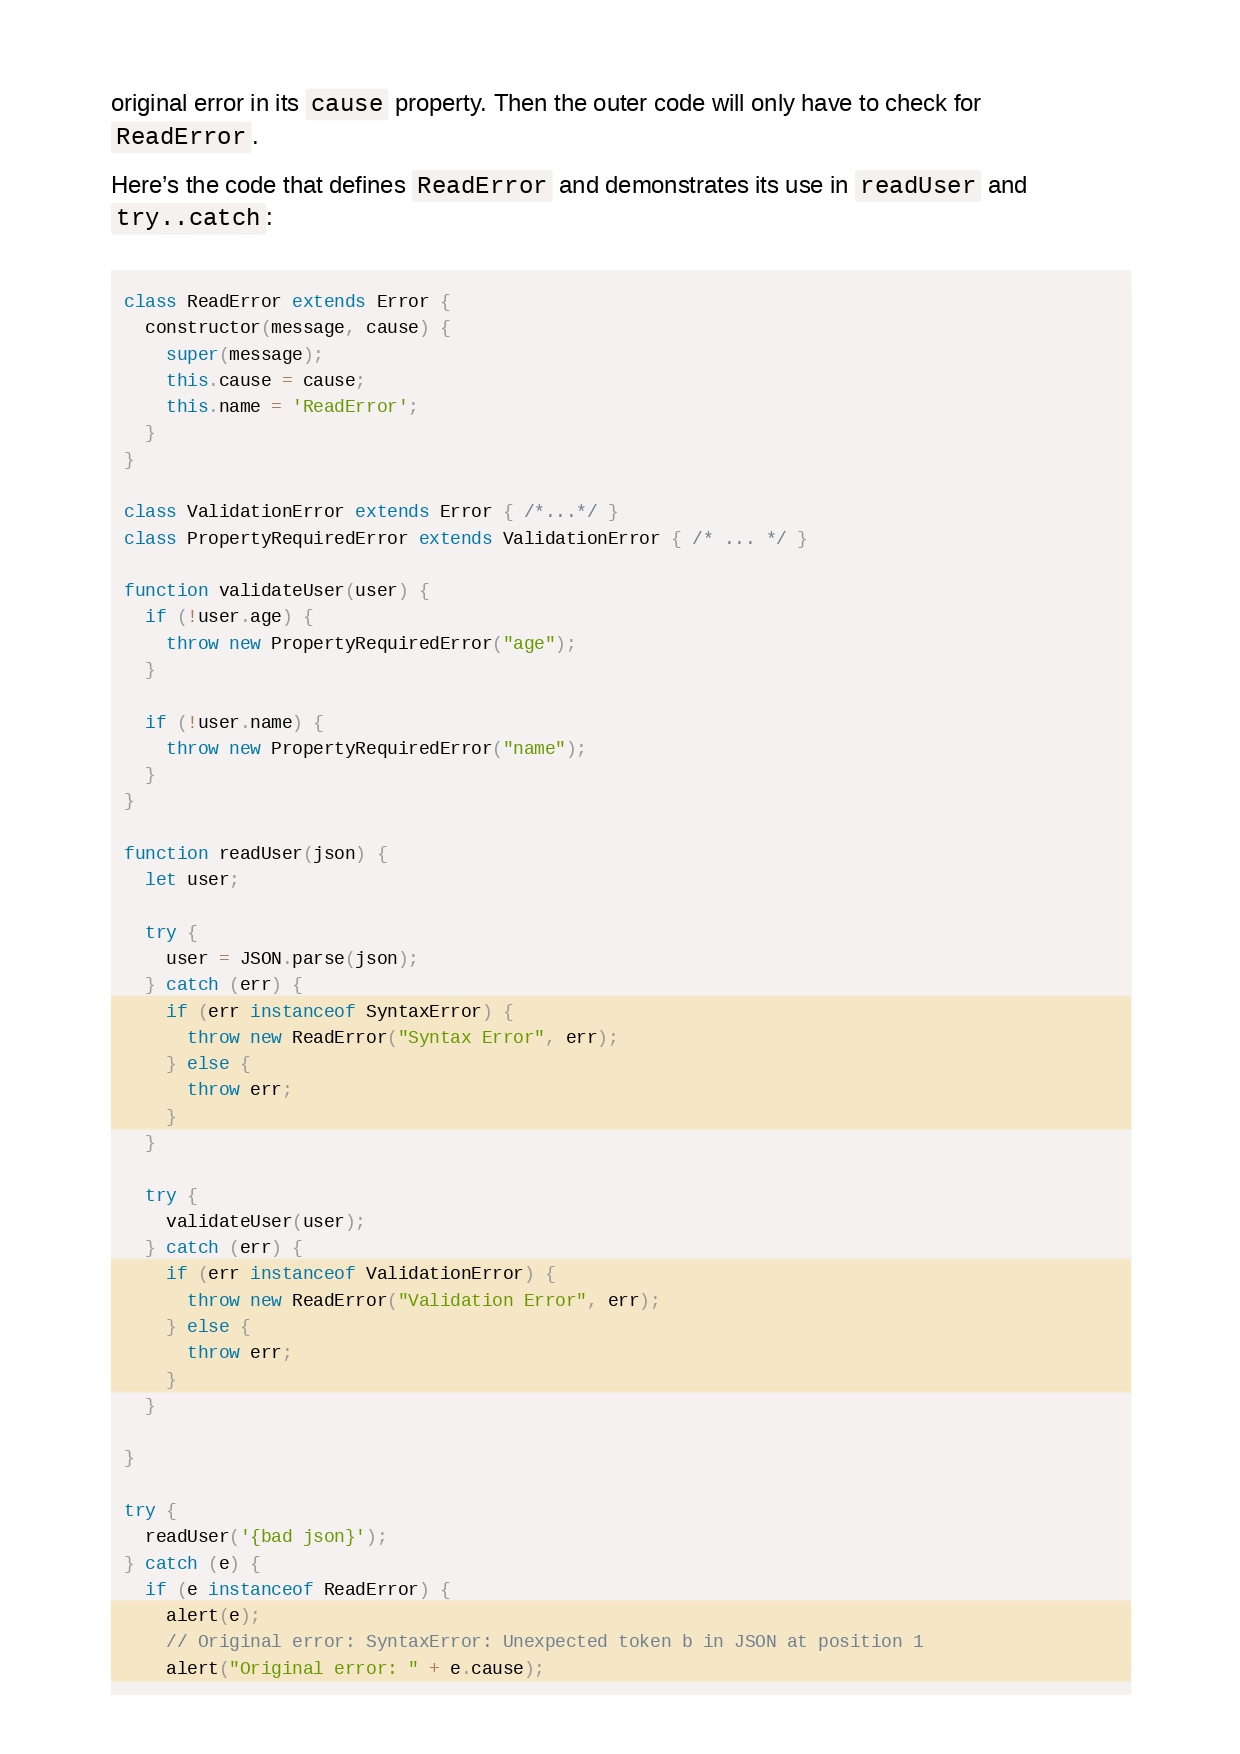 original error in its cause property. Then the outer code will only have to check for
ReadError.
Here’s the code that defines ReadError and demonstrates its use in readUser and
try..catch:
class ReadError extends Error {
  constructor(message, cause) {
    super(message);
    this.cause = cause;
    this.name = 'ReadError';
  }
}
class ValidationError extends Error { /*...*/ }
class PropertyRequiredError extends ValidationError { /* ... */ }
function validateUser(user) {
  if (!user.age) {
    throw new PropertyRequiredError("age");
  }
  if (!user.name) {
    throw new PropertyRequiredError("name");
  }
}
function readUser(json) {
  let user;
  try {
    user = JSON.parse(json);
  } catch (err) {
    if (err instanceof SyntaxError) {
      throw new ReadError("Syntax Error", err);
    } else {
      throw err;
    }
  }
  try {
    validateUser(user);
  } catch (err) {
    if (err instanceof ValidationError) {
      throw new ReadError("Validation Error", err);
    } else {
      throw err;
    }
  }
}
try {
  readUser('{bad json}');
} catch (e) {
  if (e instanceof ReadError) {
    alert(e);
    // Original error: SyntaxError: Unexpected token b in JSON at position 1
    alert("Original error: " + e.cause);